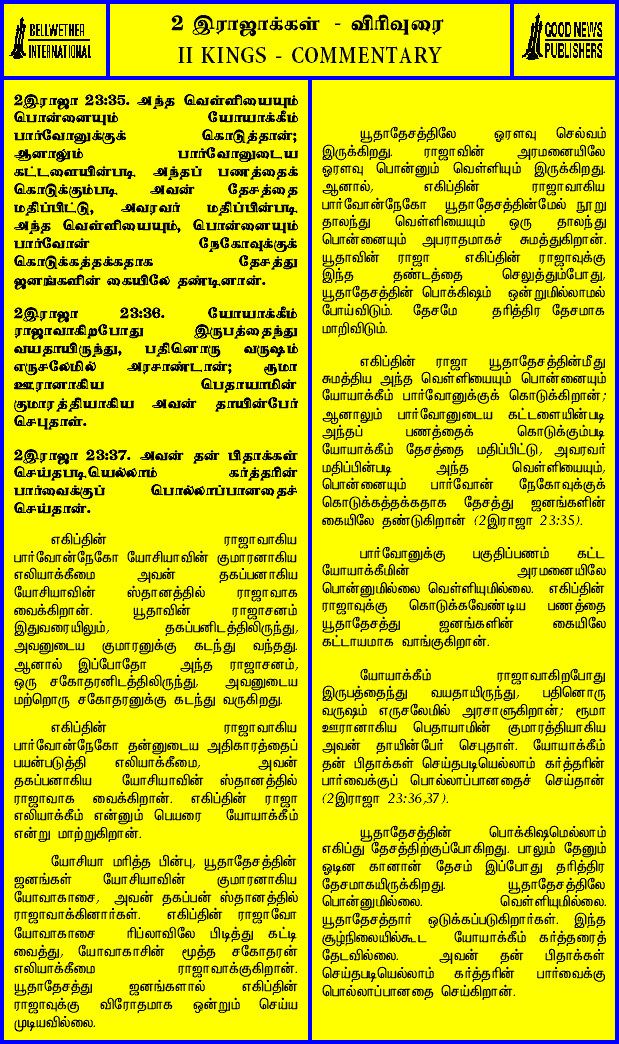 BELLWETHER
INTERNATIONAL
2 இராஜாக்கள் - விரிவுரை
II KINGS - COMMENTARY
GOOD NEWS
PUBLISHERS
2இராஜா 23:35. அந்த வெள்ளியையும்
பொன்னையும் யோயாக்கீம்
பார்வோனுக்குக் கொடுத்தான்;
ஆனாலும் பார்வோனுடைய
கட்டளையின்படி அந்தப் பணத்தைக்
கொடுக்கும்படி அவன் தேசத்தை
மதிப்பிட்டு, அவரவர் மதிப்பின்படி
அந்த வெள்ளியையும், பொன்னையும்
பார்வோன் நேகோவுக்குக்
கொடுக்கத்தக்கதாக தேசத்து
ஜனங்களின் கையிலே தண்டினான்.
2இராஜா 23:36. யோயாக்கீம்
ராஜாவாகிறபோது இருபத்தைந்து
வயதாயிருந்து, பதினொரு வருஷம்
எருசலேமில் அரசாண்டான்; ரூமா
ஊரானாகிய பெதாயாமின்
குமாரத்தியாகிய அவன் தாயின்பேர்
செபுதாள்.
2இராஜா 23:37. அவன் தன் பிதாக்கள்
செய்தபடியெல்லாம் கர்த்தரின்
பார்வைக்குப் பொல்லாப்பானதைச்
செய்தான்.
எகிப்தின் ராஜாவாகிய
பார்வோன்நேகோ யோசியாவின் குமாரனாகிய
எலியாக்கீமை அவன் தகப்பனாகிய
யோசியாவின் ஸ்தானத்தில் ராஜாவாக
வைக்கிறான். யூதாவின் ராஜாசனம்
இதுவரையிலும், தகப்பனிடத்திலிருந்து,
அவனுடைய குமாரனுக்கு கடந்து வந்தது.
ஆனால் இப்போதோ அந்த ராஜாசனம்,
ஒரு சகோதரனிடத்திலிருந்து, அவனுடைய
மற்றொரு சகோதரனுக்கு கடந்து வருகிறது.
எகிப்தின் ராஜாவாகிய
பார்வோன்நேகோ தன்னுடைய அதிகாரத்தைப்
பயன்படுத்தி எலியாக்கீமை, அவன்
தகப்பனாகிய யோசியாவின் ஸ்தானத்தில்
ராஜாவாக வைக்கிறான். எகிப்தின் ராஜா
எலியாக்கீம் என்னும் பெயரை யோயாக்கீம்
என்று மாற்றுகிறான்.
யோசியா மரித்த பின்பு, யூதாதேசத்தின்
ஜனங்கள் யோசியாவின் குமாரனாகிய
யோவாகாசை, அவன் தகப்பன் ஸ்தானத்தில்
ராஜாவாக்கினார்கள். எகிப்தின் ராஜாவோ
யோவாகாசை ரிப்லாவிலே பிடித்து கட்டி
வைத்து, யோவாகாசின் மூத்த சகோதரன்
எலியாக்கீமை ராஜாவாக்குகிறான்.
யூதாதேசத்து ஜனங்களால் எகிப்தின்
ராஜாவுக்கு விரோதமாக ஒன்றும் செய்ய
முடியவில்லை.
யூதாதேசத்திலே ஓரளவு செல்வம்
இருக்கிறது. ராஜாவின் அரமனையிலே
ஓரளவு பொன்னும் வெள்ளியும் இருக்கிறது.
ஆனால், எகிப்தின் ராஜாவாகிய
பார்வோன்நேகோ யூதாதேசத்தின்மேல் நூறு
தாலந்து வெள்ளியையும் ஒரு தாலந்து
பொன்னையும் அபராதமாகச் சுமத்துகிறான்.
யூதாவின் ராஜா எகிப்தின் ராஜாவுக்கு
இந்த தண்டத்தை செலுத்தும்போது,
யூதாதேசத்தின் பொக்கிஷம் ஒன்றுமில்லாமல்
போய்விடும். தேசமே தரித்திர தேசமாக
மாறிவிடும்.
எகிப்தின் ராஜா யூதாதேசத்தின்மீது
சுமத்திய அந்த வெள்ளியையும் பொன்னையும்
யோயாக்கீம் பார்வோனுக்குக் கொடுக்கிறான்;
ஆனாலும் பார்வோனுடைய கட்டளையின்படி
அந்தப் பணத்தைக் கொடுக்கும்படி
யோயாக்கீம் தேசத்தை மதிப்பிட்டு, அவரவர்
மதிப்பின்படி அந்த வெள்ளியையும்,
பொன்னையும் பார்வோன் நேகோவுக்குக்
கொடுக்கத்தக்கதாக தேசத்து ஜனங்களின்
கையிலே தண்டுகிறான் (2இராஜா 23:35).
பார்வோனுக்கு பகுதிப்பணம் கட்ட
யோயாக்கீமின் அரமனையிலே
பொன்னுமில்லை வெள்ளியுமில்லை. எகிப்தின்
ராஜாவுக்கு கொடுக்கவேண்டிய பணத்தை
யூதாதேசத்து ஜனங்களின் கையிலே
கட்டாயமாக வாங்குகிறான்.
யோயாக்கீம் ராஜாவாகிறபோது
இருபத்தைந்து வயதாயிருந்து, பதினொரு
வருஷம் எருசலேமில் அரசாளுகிறான்; ரூமா
ஊரானாகிய பெதாயாமின் குமாரத்தியாகிய
அவன் தாயின்பேர் செபுதாள். யோயாக்கீம்
தன் பிதாக்கள் செய்தபடியெல்லாம் கர்த்தரின்
பார்வைக்குப் பொல்லாப்பானதைச் செய்தான்
(2இராஜா 23:36,37).
யூதாதேசத்தின் பொக்கிஷமெல்லாம்
எகிப்து தேசத்திற்குப்போகிறது. பாலும் தேனும்
ஓடின கானான் தேசம் இப்போது தரித்திர
தேசமாகயிருக்கிறது. யூதாதேசத்திலே
பொன்னுமில்லை. வெள்ளியுமில்லை.
யூதாதேசத்தார் ஒடுக்கப்படுகிறார்கள். இந்த
சூழ்நிலையில்கூட யோயாக்கீம் கர்த்தரைத்
தேடவில்லை. அவன் தன் பிதாக்கள்
செய்தபடியெல்லாம் கர்த்தரின் பார்வைக்கு
பொல்லாப்பானதை செய்கிறான்.